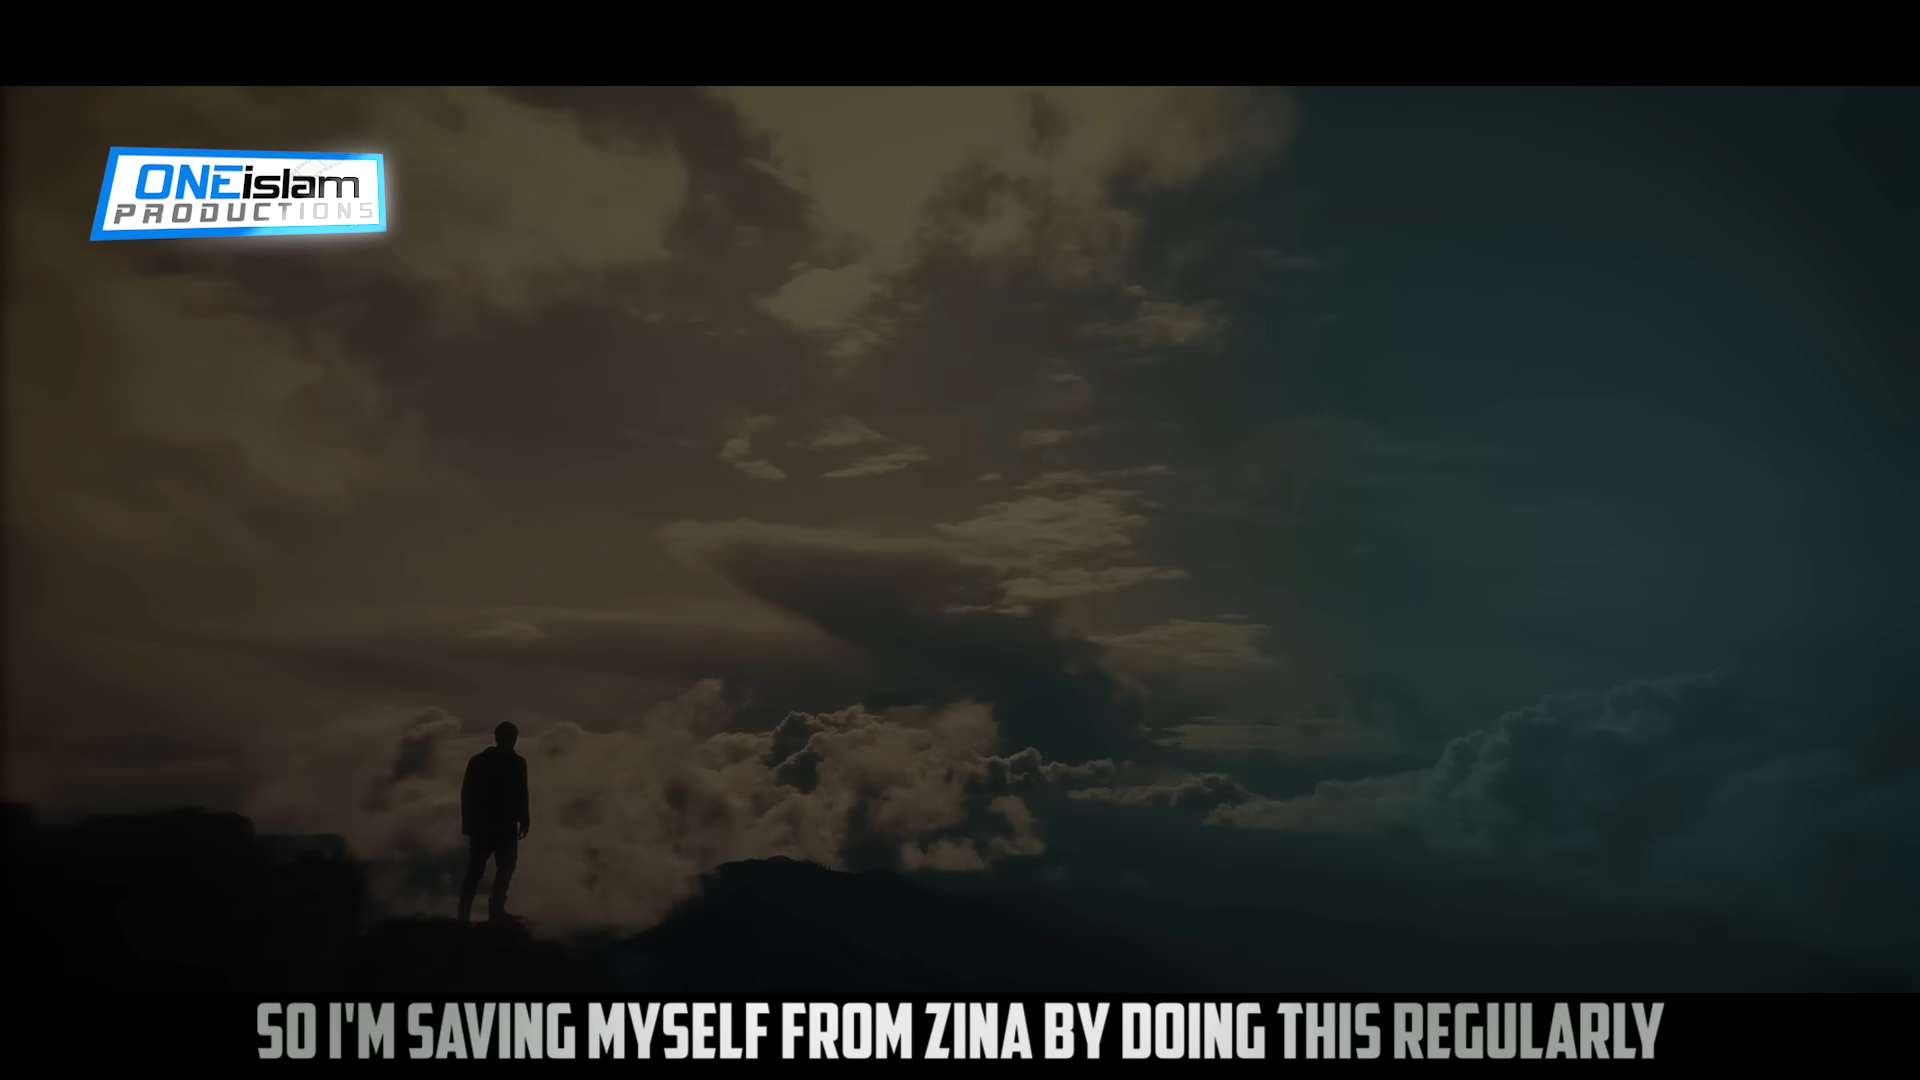 ONEislam
PRODUCTIONS
SO I'M SAVING MYSELF FROM ZINA BY DOING THIS REGULARLY